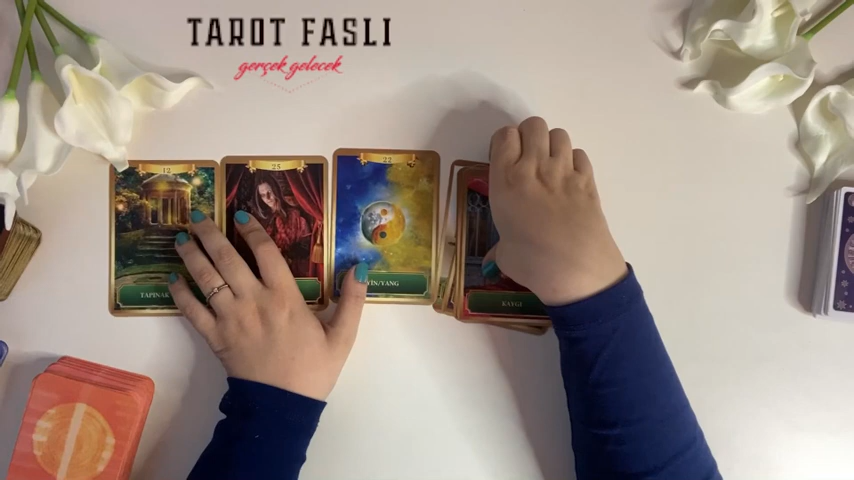 TAROT FASLI
gerçek gelecek
12
25
22
TAPINAK
YIN/YANG
KAYGI